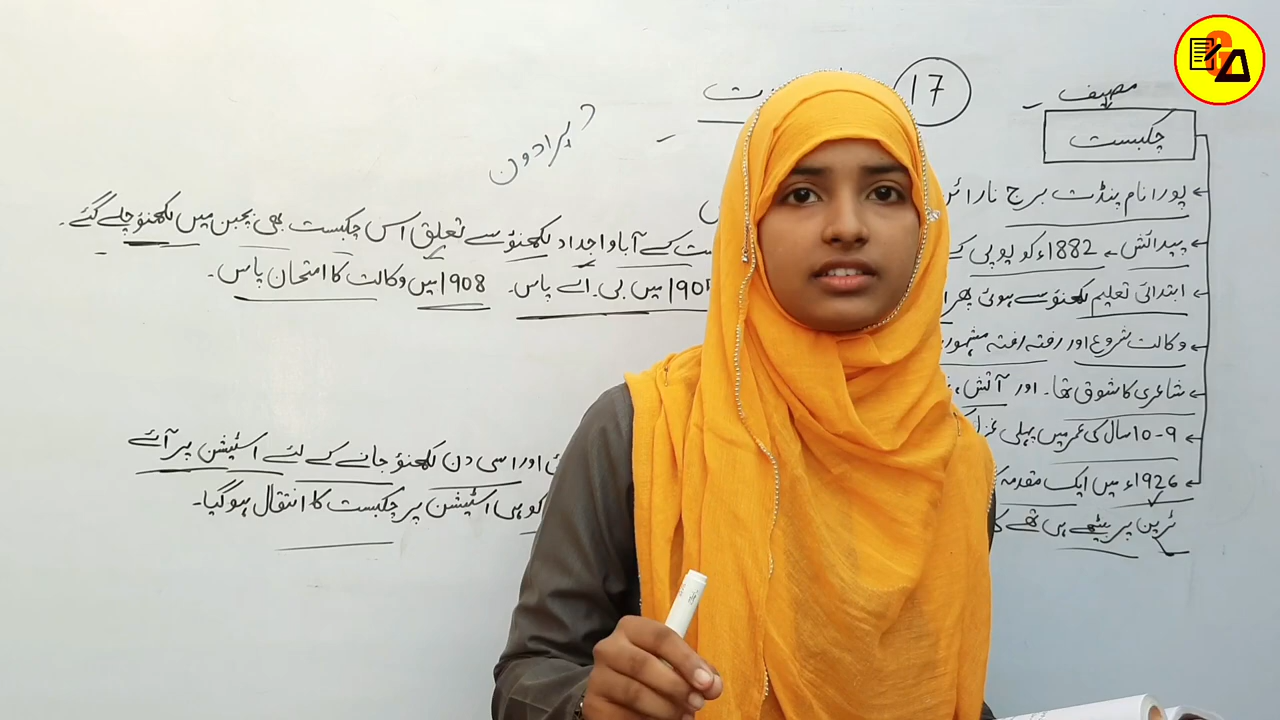 17
مصنف
چکبست
برادون
پورا نام پنڈت برج نارائن
پیدائش ۔ 1882ء کو یوپی کے
کے آباواجداد لکھنؤ سے تعلق اس چکبست بھی بچپن میں لکھنؤ چلے گئے ۔
ابتدائی تعلیم لکھنؤ سے ہوئی پھر
میں بی ۔ اے پاس ۔ 1908 میں وکالت کا امتحان پاس ۔
وکالت شروع اور رفتہ رفتہ مشہور
شاعری کا شوق تھا ۔ اور آتش ،
9-10 سال کی عمر میں پہلی غزل
1926ء میں ایک مقدمہ
اور اسی دن لکھنؤ جانے کے لئے اسٹیشن پر آئے
ٹرین پر بیٹھے ہی تھے
اسٹیشن پر چکبست کا انتقال ہوگیا ۔